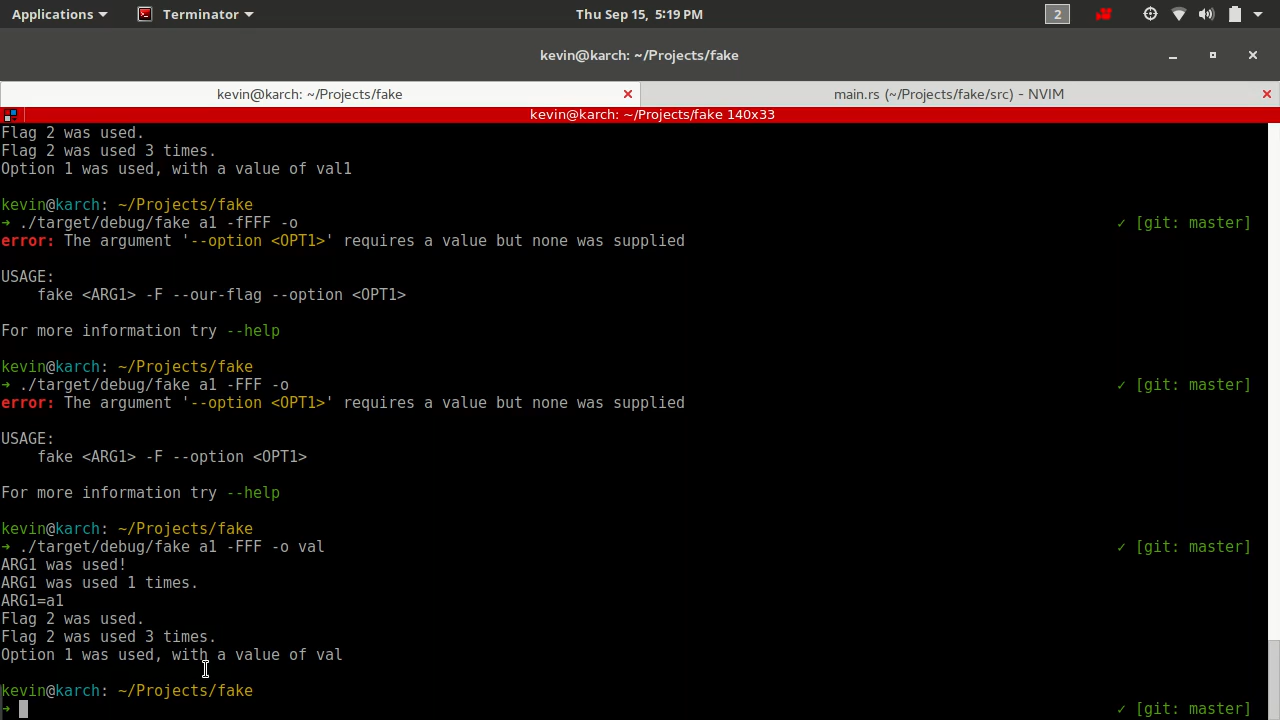 Applications Terminator Thu Sep 15, 5:19 PM 2
kevin@karch: ~/Projects/fake
kevin@karch: ~/Projects/fake main.rs (~/Projects/fake/src) - NVIM
kevin@karch: ~/Projects/fake 140x33
Flag 2 was used.
Flag 2 was used 3 times.
Option 1 was used, with a value of val1
kevin@karch: ~/Projects/fake
➜ ./target/debug/fake a1 -fFFF -o ✓ [git: master]
error: The argument '--option <OPT1>' requires a value but none was supplied
USAGE:
fake <ARG1> -F --our-flag --option <OPT1>
For more information try --help
kevin@karch: ~/Projects/fake
➜ ./target/debug/fake a1 -FFF -o ✓ [git: master]
error: The argument '--option <OPT1>' requires a value but none was supplied
USAGE:
fake <ARG1> -F --option <OPT1>
For more information try --help
kevin@karch: ~/Projects/fake
➜ ./target/debug/fake a1 -FFF -o val ✓ [git: master]
ARG1 was used!
ARG1 was used 1 times.
ARG1=a1
Flag 2 was used.
Flag 2 was used 3 times.
Option 1 was used, with a value of val
kevin@karch: ~/Projects/fake
➜ ✓ [git: master]